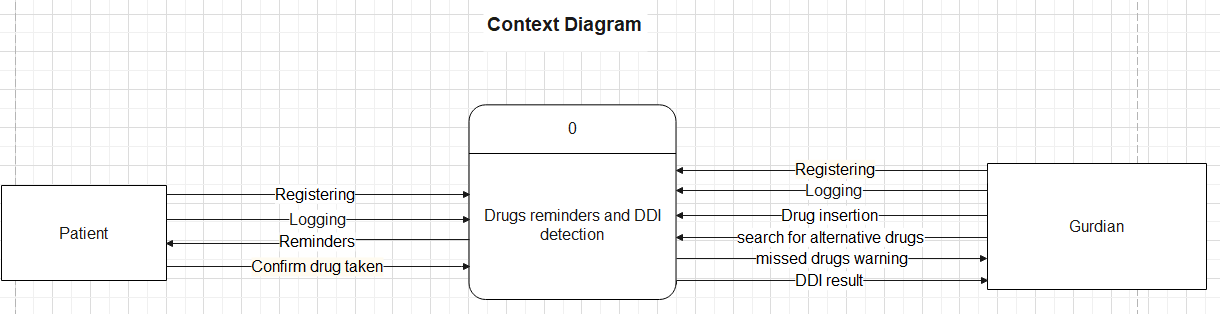 Context Diagram
0
Drugs reminders and DDI
detection
Patient
Registering
Logging
Reminders
Confirm drug taken
Registering
Logging
Drug insertion
search for alternative drugs
missed drugs warning
DDI result
Gurdian